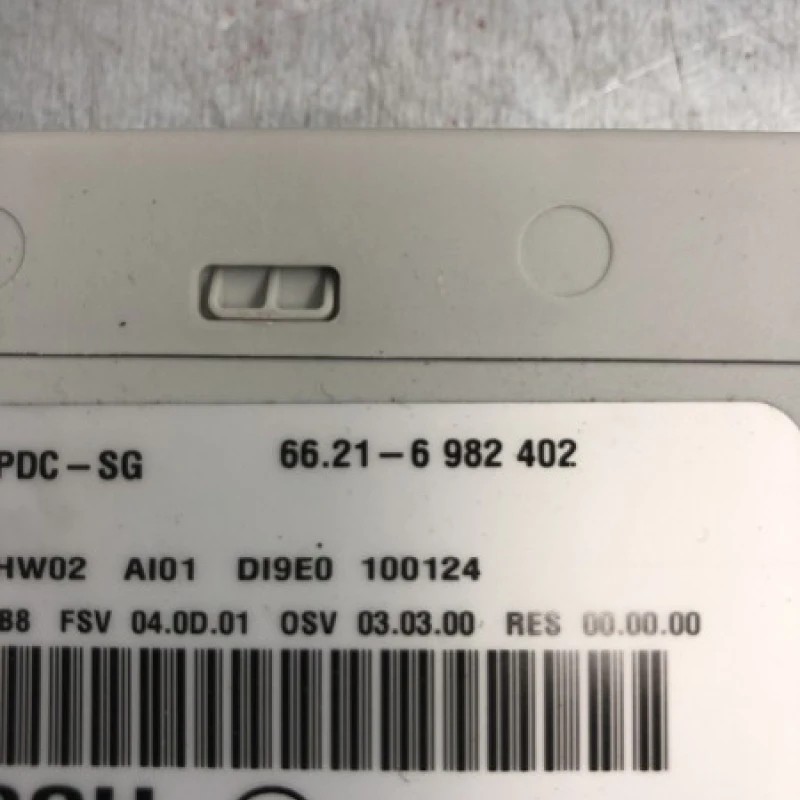 PDC-SG 66.21-6 982 402
HW02 AI01 DI9E0 100124
B8 FSV 04.0D.01 OSV 03.03.00 RES 00.00.00